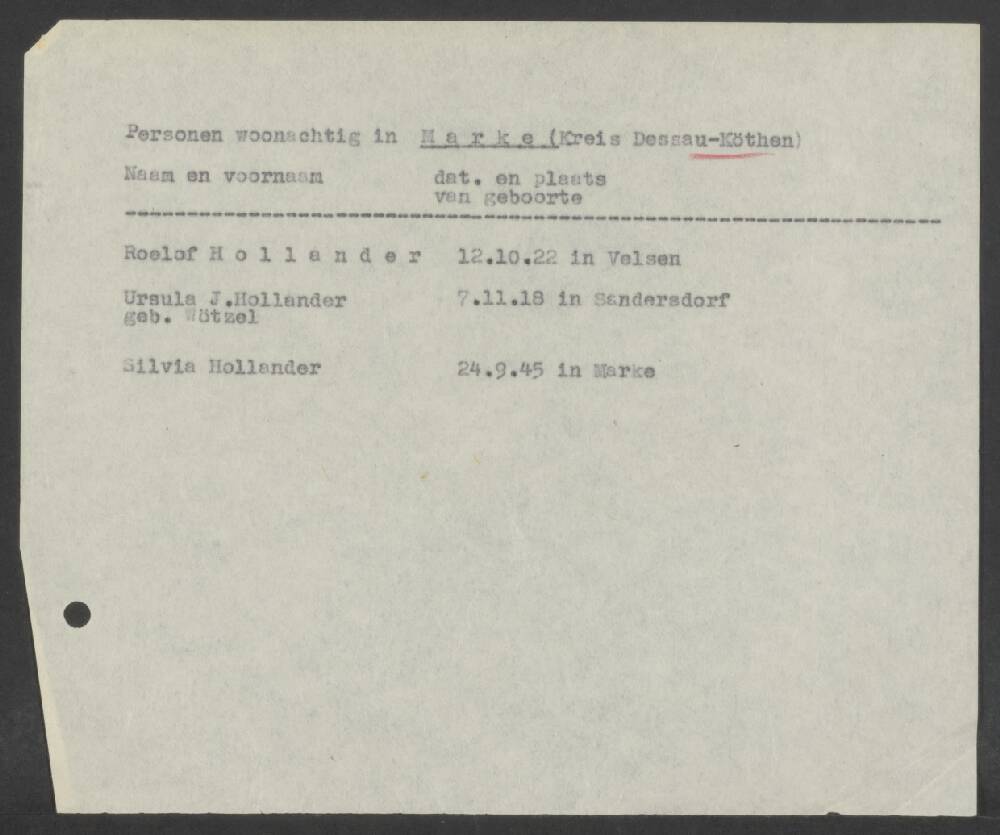 Personen woonachtig in M a r k e (Kreis Dessau-Köthen)
Naam en voornaam dat. en plaats
van geboorte
Roelof H o l l a n d e r 12.10.22 in Velsen
Ursula J.Hollander 7.11.18 in Sandersdorf
geb. Wötzel
Silvia Hollander 24.9.45 in Marke